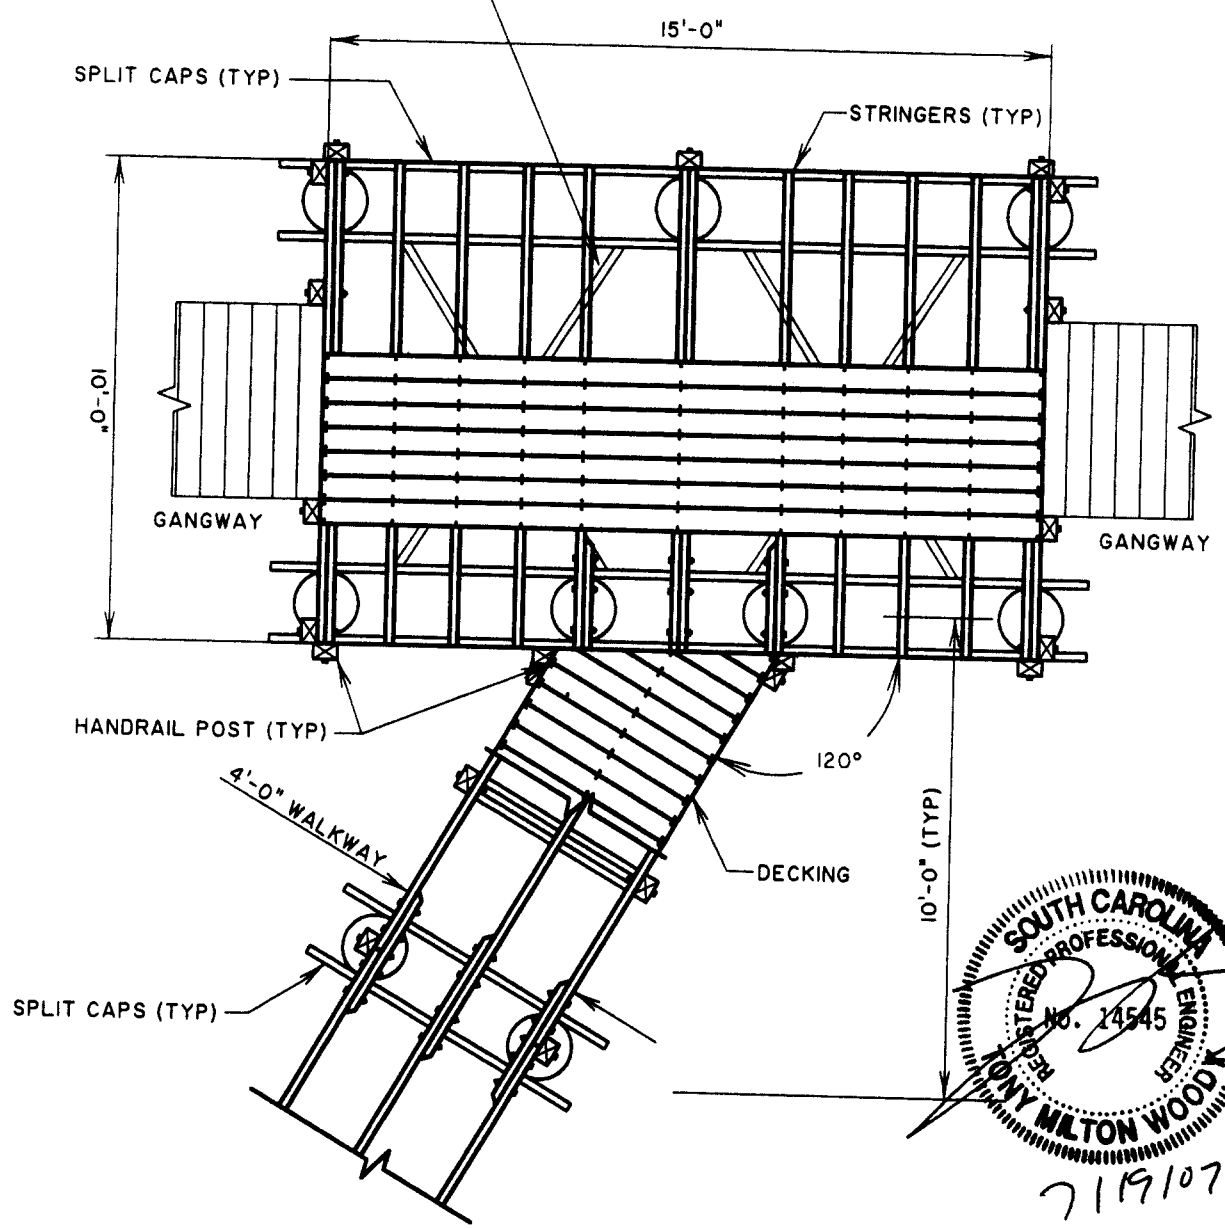 15'-0"
SPLIT CAPS (TYP)
STRINGERS (TYP)
10'-0"
GANGWAY
GANGWAY
HANDRAIL POST (TYP)
120°
4'-0" WALKWAY
10'-0" (TYP)
DECKING
SPLIT CAPS (TYP)
SOUTH CAROLINA
REGISTERED PROFESSIONAL ENGINEER
No. 14545
TONY MILTON WOODY
7/19/07